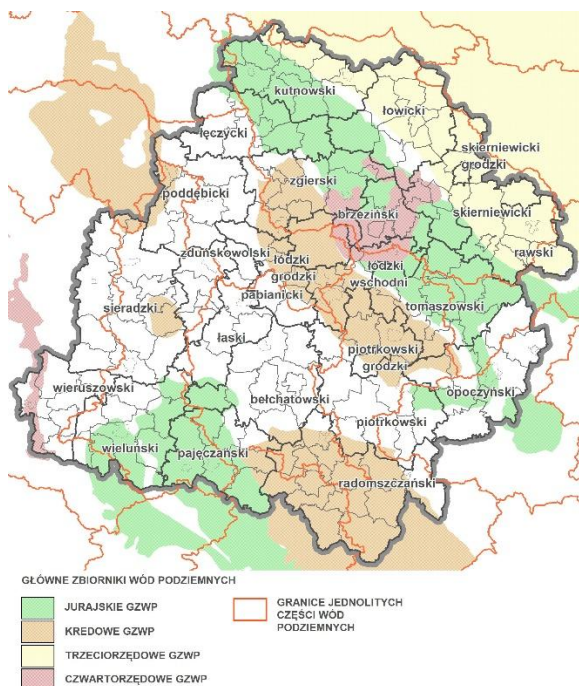 kutnowski
łowicki
łęczycki
skierniewicki
grodzki
zgierski
poddębicki
brzeziński
skierniewicki
zduńskowolski
łódzki
grodzki
łódzki
wschodni
rawski
pabianicki
sieradzki
tomaszowski
łaski
piotrkowski
grodzki
wieruszowski
bełchatowski
opoczyński
piotrkowski
wieluński
pajęczański
radomszczański
GŁÓWNE ZBIORNIKI WÓD PODZIEMNYCH
JURAJSKIE GZWP
KREDOWE GZWP
TRZECIORZĘDOWE GZWP
CZWARTORZĘDOWE GZWP
GRANICE JEDNOLITYCH
CZĘŚCI WÓD
PODZIEMNYCH